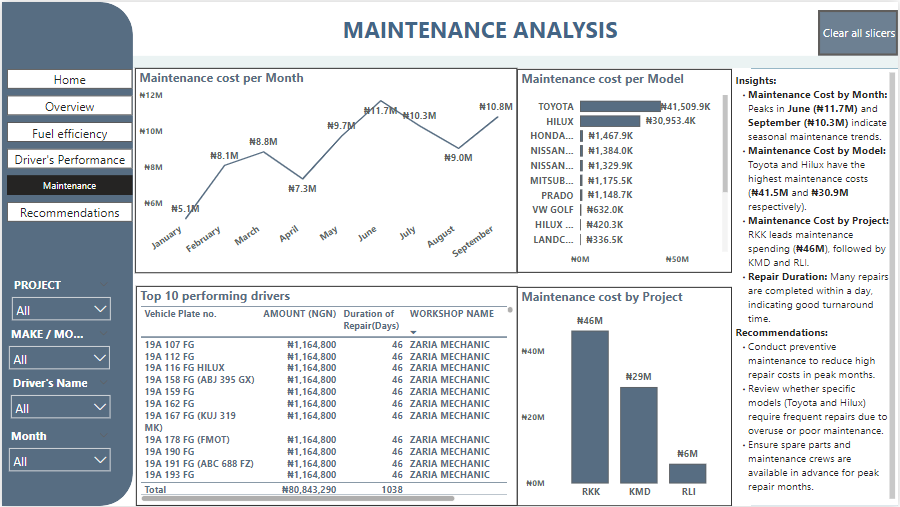 MAINTENANCE ANALYSIS
Clear all slicers
Home
Overview
Fuel efficiency
Driver's Performance
Maintenance
Recommendations
PROJECT
All
MAKE / MO...
All
Driver's Name
All
Month
All
Maintenance cost per Month
₦12M
₦10M
₦8M
₦6M
₦5.1M
₦8.1M
₦8.8M
₦7.3M
₦9.7M
₦11.7M
₦10.3M
₦9.0M
₦10.8M
January
February
March
April
May
June
July
August
September
Maintenance cost per Model
TOYOTA ₦41,509.9K
HILUX ₦30,953.4K
HONDA... ₦1,467.9K
NISSAN... ₦1,384.0K
NISSAN... ₦1,329.9K
MITSUB... ₦1,175.5K
PRADO ₦1,148.7K
VW GOLF ₦632.0K
HILUX ... ₦420.3K
LANDC... ₦336.5K
₦0M ₦50M
Top 10 performing drivers
Vehicle Plate no. AMOUNT (NGN) Duration of WORKSHOP NAME
Repair(Days)
19A 107 FG ₦1,164,800 46 ZARIA MECHANIC
19A 112 FG ₦1,164,800 46 ZARIA MECHANIC
19A 116 FG HILUX ₦1,164,800 46 ZARIA MECHANIC
19A 158 FG (ABJ 395 GX) ₦1,164,800 46 ZARIA MECHANIC
19A 159 FG ₦1,164,800 46 ZARIA MECHANIC
19A 162 FG ₦1,164,800 46 ZARIA MECHANIC
19A 167 FG (KUJ 319 ₦1,164,800 46 ZARIA MECHANIC
MK)
19A 178 FG (FMOT) ₦1,164,800 46 ZARIA MECHANIC
19A 190 FG ₦1,164,800 46 ZARIA MECHANIC
19A 191 FG (ABC 688 FZ) ₦1,164,800 46 ZARIA MECHANIC
19A 193 FG ₦1,164,800 46 ZARIA MECHANIC
Total ₦80,843,290 1038
Maintenance cost by Project
₦40M
₦20M
₦0M
₦46M
₦29M
₦6M
RKK KMD RLI
Insights:
• Maintenance Cost by Month:
Peaks in June (₦11.7M) and
September (₦10.3M) indicate
seasonal maintenance trends.
• Maintenance Cost by Model:
Toyota and Hilux have the
highest maintenance costs
(₦41.5M and ₦30.9M
respectively).
• Maintenance Cost by Project:
RKK leads maintenance
spending (₦46M), followed by
KMD and RLI.
• Repair Duration: Many repairs
are completed within a day,
indicating good turnaround
time.
Recommendations:
• Conduct preventive
maintenance to reduce high
repair costs in peak months.
• Review whether specific
models (Toyota and Hilux)
require frequent repairs due to
overuse or poor maintenance.
• Ensure spare parts and
maintenance crews are
available in advance for peak
repair months.